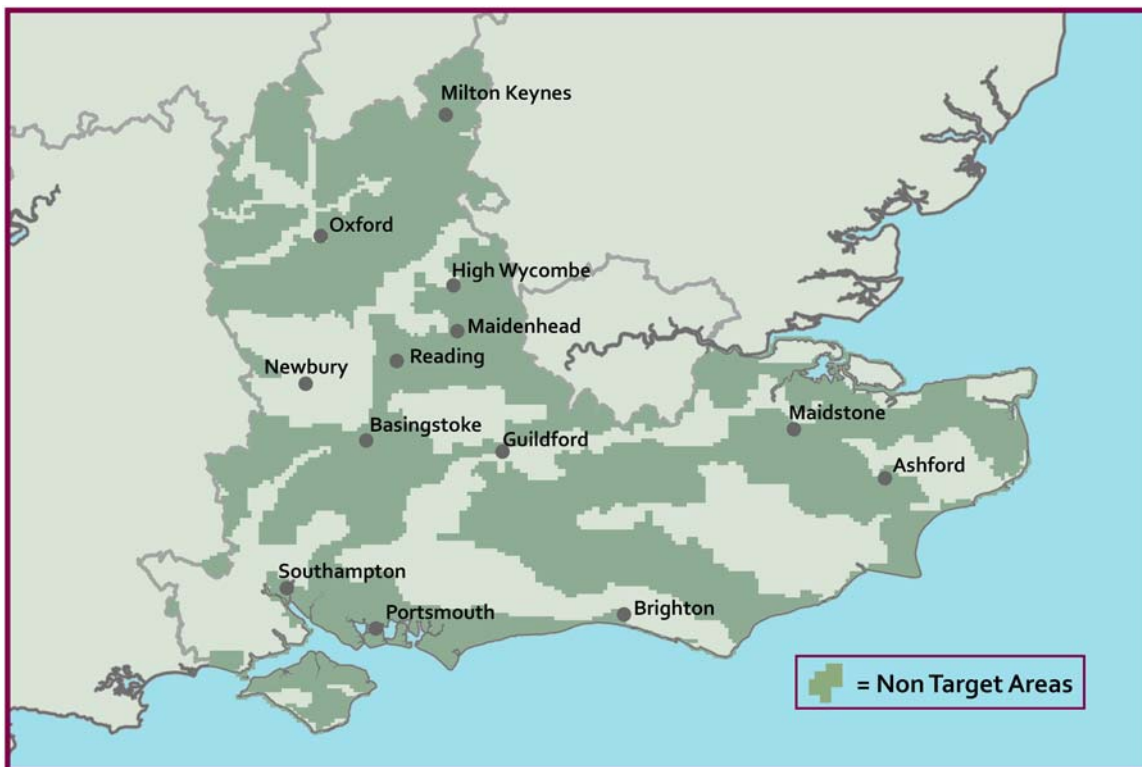 Milton Keynes
Oxford
High Wycombe
Maidenhead
Reading
Newbury
Basingstoke
Guildford
Maidstone
Ashford
Southampton
Portsmouth
Brighton
= Non Target Areas